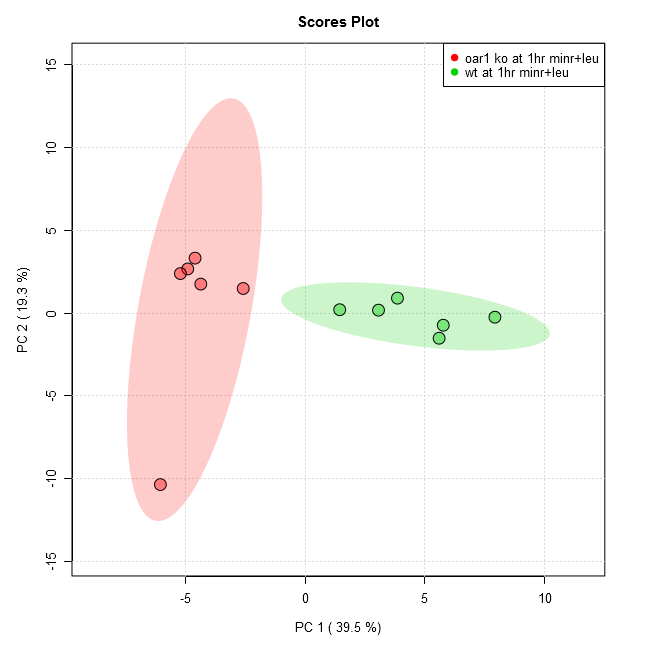 Scores Plot
oar1 ko at 1hr minr+leu
wt at 1hr minr+leu
15
10
5
0
-5
-10
-15
PC 2 ( 19.3 %)
-5
0
5
10
PC 1 ( 39.5 %)